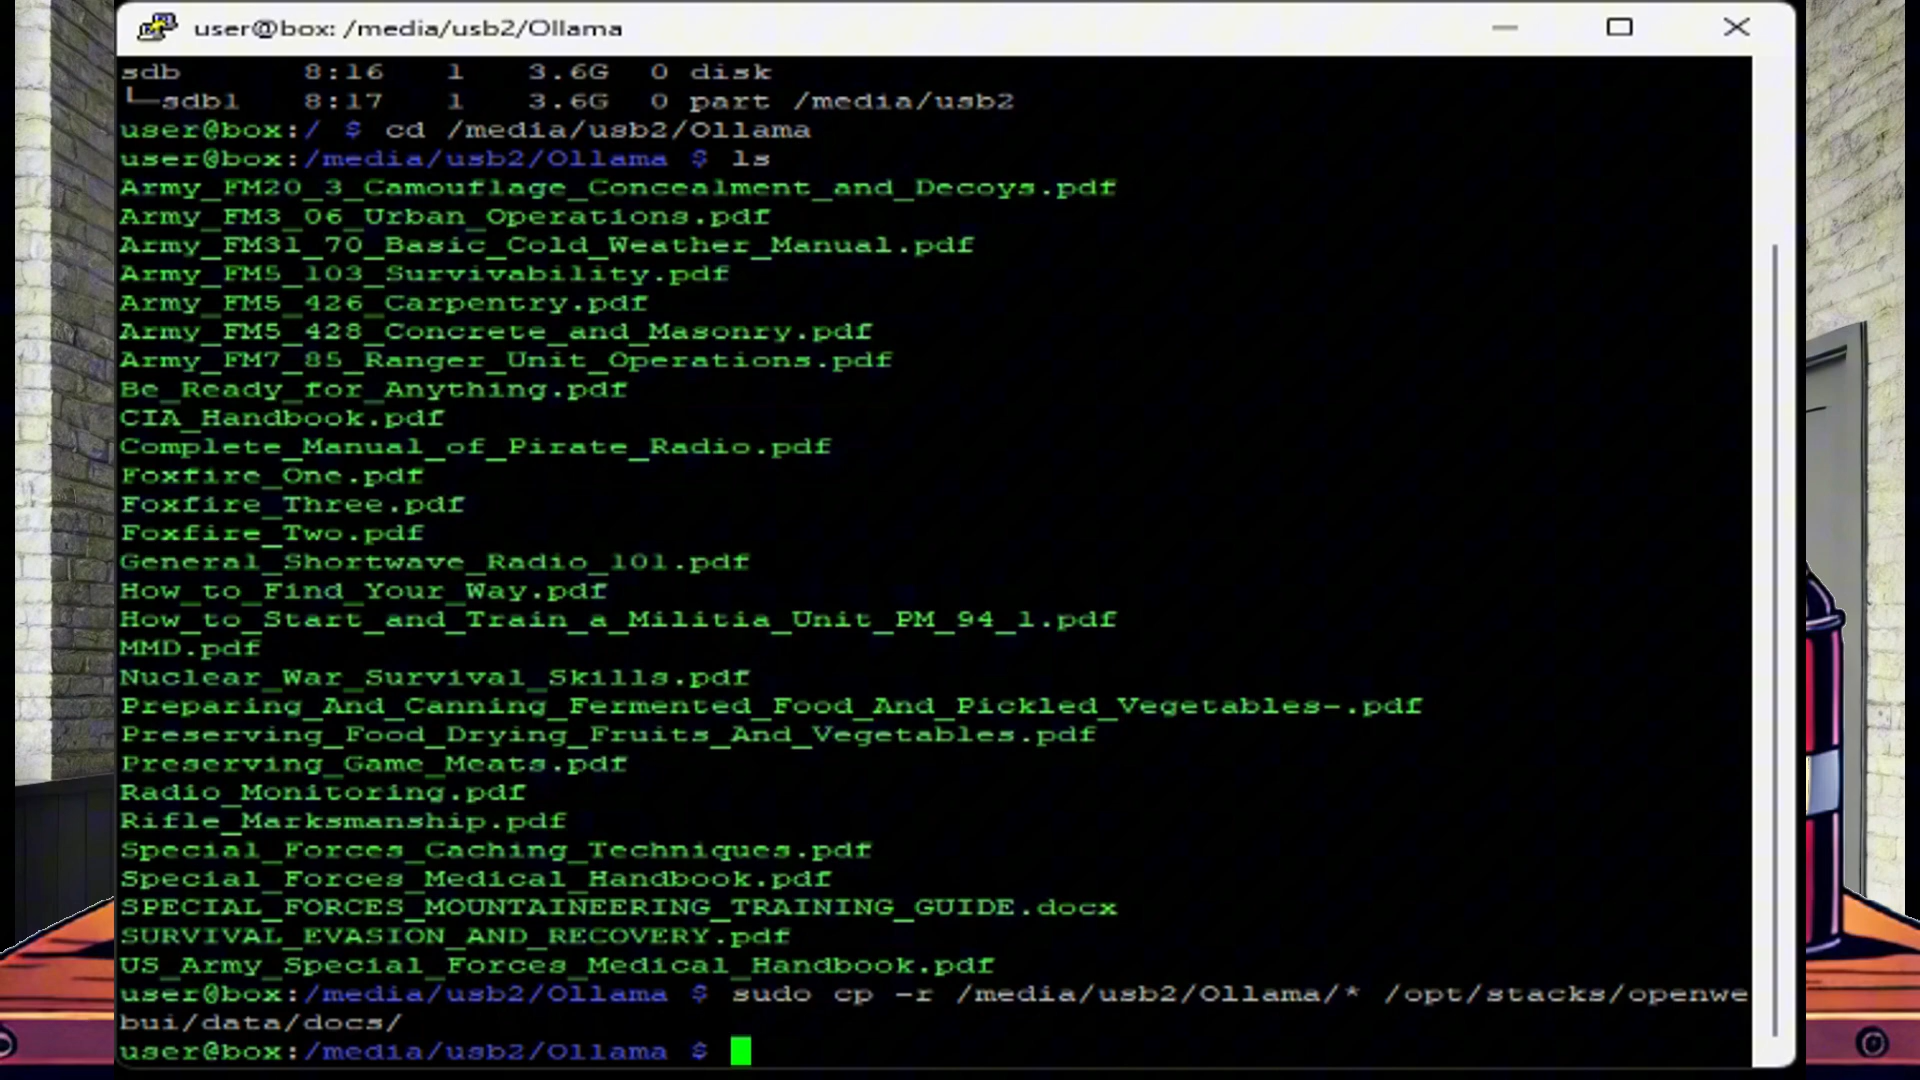 user@box: /media/usb2/Ollama
sdb 8:16 1 3.6G 0 disk
└─sdb1 8:17 1 3.6G 0 part /media/usb2
user@box:/ $ cd /media/usb2/Ollama
user@box:/media/usb2/Ollama $ ls
Army_FM20_3_Camouflage_Concealment_and_Decoys.pdf
Army_FM3_06_Urban_Operations.pdf
Army_FM31_70_Basic_Cold_Weather_Manual.pdf
Army_FM5_103_Survivability.pdf
Army_FM5_426_Carpentry.pdf
Army_FM5_428_Concrete_and_Masonry.pdf
Army_FM7_85_Ranger_Unit_Operations.pdf
Be_Ready_for_Anything.pdf
CIA_Handbook.pdf
Complete_Manual_of_Pirate_Radio.pdf
Foxfire_One.pdf
Foxfire_Three.pdf
Foxfire_Two.pdf
General_Shortwave_Radio_101.pdf
How_to_Find_Your_Way.pdf
How_to_Start_and_Train_a_Militia_Unit_PM_94_1.pdf
MMD.pdf
Nuclear_War_Survival_Skills.pdf
Preparing_And_Canning_Fermented_Food_And_Pickled_Vegetables-.pdf
Preserving_Food_Drying_Fruits_And_Vegetables.pdf
Preserving_Game_Meats.pdf
Radio_Monitoring.pdf
Rifle_Marksmanship.pdf
Special_Forces_Caching_Techniques.pdf
Special_Forces_Medical_Handbook.pdf
SPECIAL_FORCES_MOUNTAINEERING_TRAINING_GUIDE.docx
SURVIVAL_EVASION_AND_RECOVERY.pdf
US_Army_Special_Forces_Medical_Handbook.pdf
user@box:/media/usb2/Ollama $ sudo cp -r /media/usb2/Ollama/* /opt/stacks/openwe
bui/data/docs/
user@box:/media/usb2/Ollama $